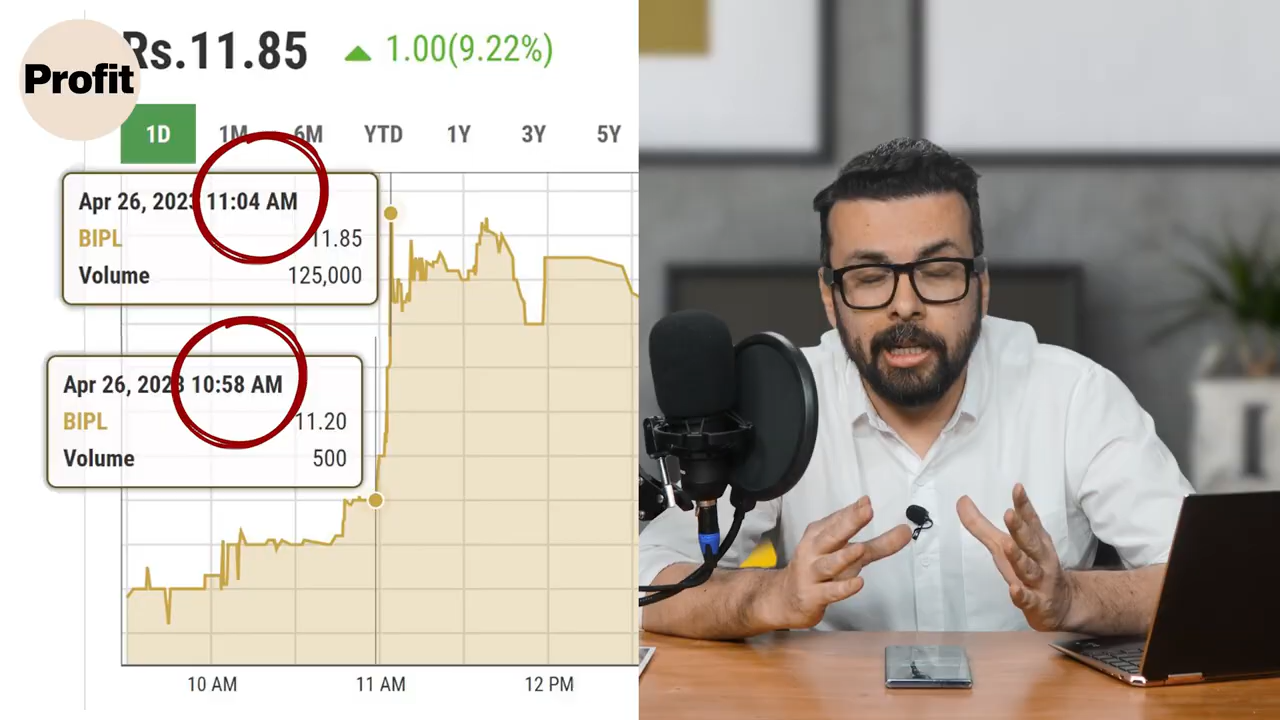 Profit
Rs.11.85 ▲ 1.00(9.22%)
1D 1M 6M YTD 1Y 3Y 5Y
Apr 26, 2023 11:04 AM
BIPL 11.85
Volume 125,000
Apr 26, 2023 10:58 AM
BIPL 11.20
Volume 500
10 AM 11 AM 12 PM